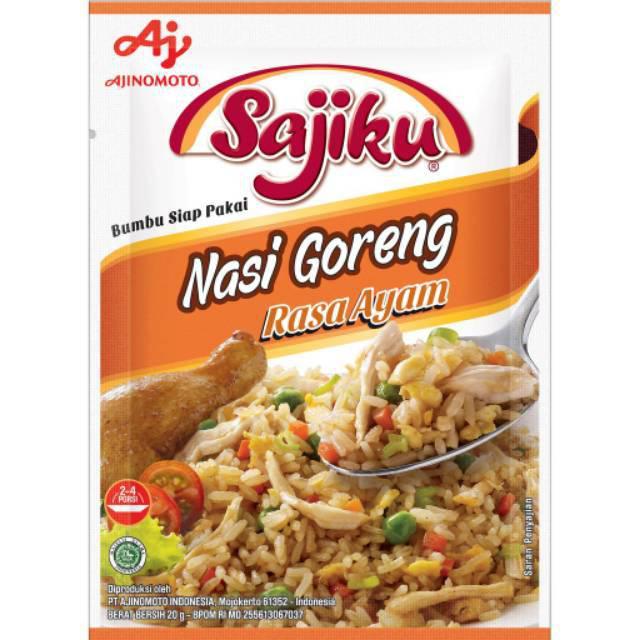 Aj
AJINOMOTO
Sajiku®
Bumbu Siap Pakai
Nasi Goreng
Rasa Ayam
2-4
PORSI
Saran Penyajian
Diproduksi oleh
PT AJINOMOTO INDONESIA, Mojokerto 61352 - Indonesia
BERAT BERSIH 20 g - BPOM RI MD 255613067037